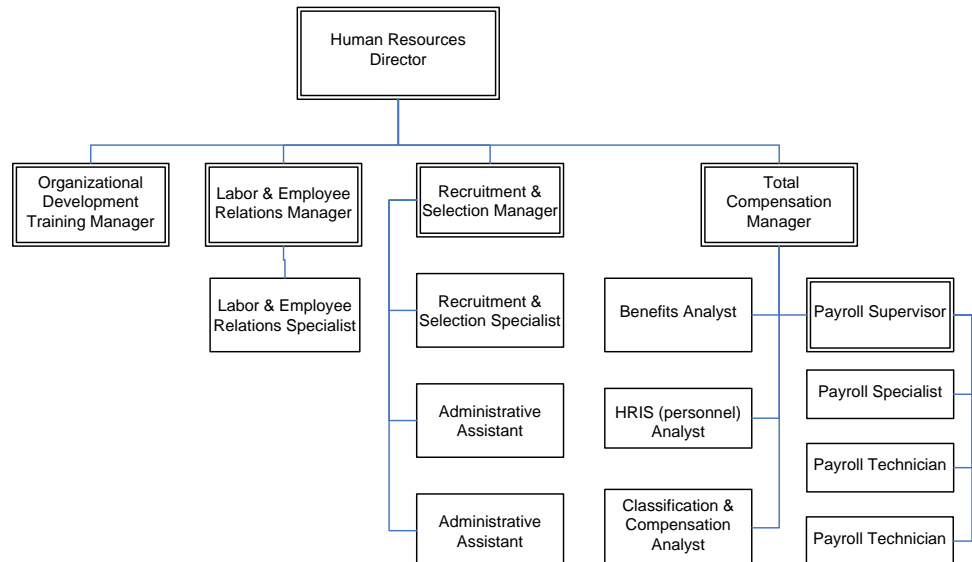 Human Resources
Director
Organizational
Development
Training Manager
Labor & Employee
Relations Manager
Recruitment &
Selection Manager
Total
Compensation
Manager
Labor & Employee
Relations Specialist
Recruitment &
Selection Specialist
Benefits Analyst
Payroll Supervisor
Payroll Specialist
Administrative
Assistant
HRIS (personnel)
Analyst
Payroll Technician
Administrative
Assistant
Classification &
Compensation
Analyst
Payroll Technician